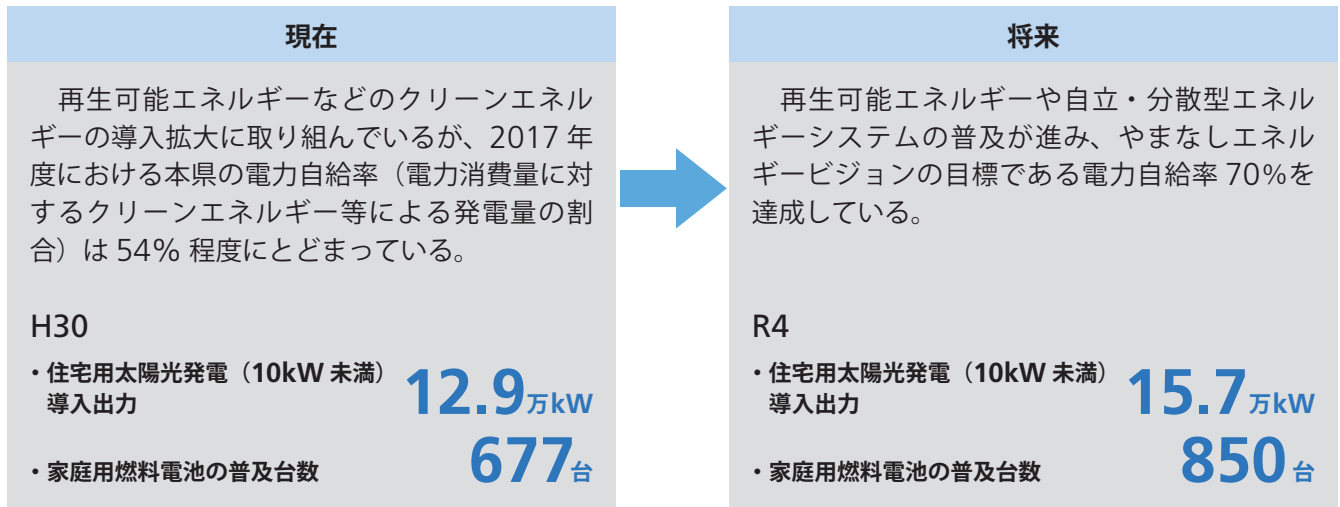 現在
再生可能エネルギーなどのクリーンエネル
ギーの導入拡大に取り組んでいるが、2017 年
度における本県の電力自給率（電力消費量に対
するクリーンエネルギー等による発電量の割
合）は 54% 程度にとどまっている。
H30
・住宅用太陽光発電（10kW 未満）
導入出力 12.9万kW
・家庭用燃料電池の普及台数 677台
将来
再生可能エネルギーや自立・分散型エネル
ギーシステムの普及が進み、やまなしエネル
ギービジョンの目標である電力自給率 70%を
達成している。
R4
・住宅用太陽光発電（10kW 未満）
導入出力 15.7万kW
・家庭用燃料電池の普及台数 850台